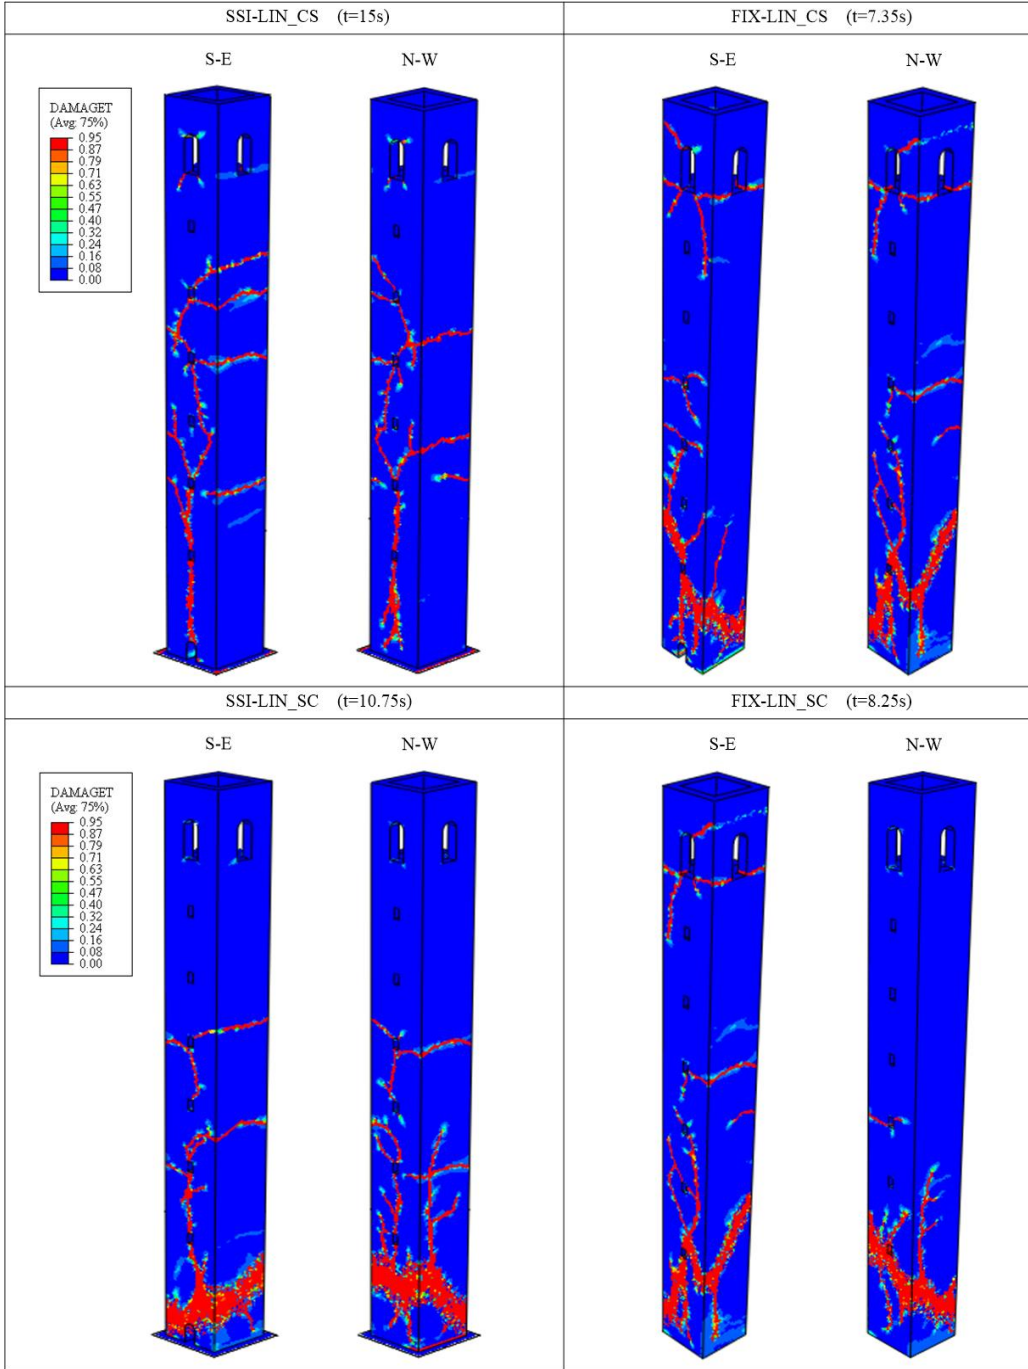 SSI-LIN_CS (t=15s)
FIX-LIN_CS (t=7.35s)
S-E
N-W
S-E
N-W
DAMAGET
(Avg: 75%)
0.95
0.87
0.79
0.71
0.63
0.55
0.47
0.40
0.32
0.24
0.16
0.08
0.00
SSI-LIN_SC (t=10.75s)
FIX-LIN_SC (t=8.25s)
S-E
N-W
S-E
N-W
DAMAGET
(Avg: 75%)
0.95
0.87
0.79
0.71
0.63
0.55
0.47
0.40
0.32
0.24
0.16
0.08
0.00